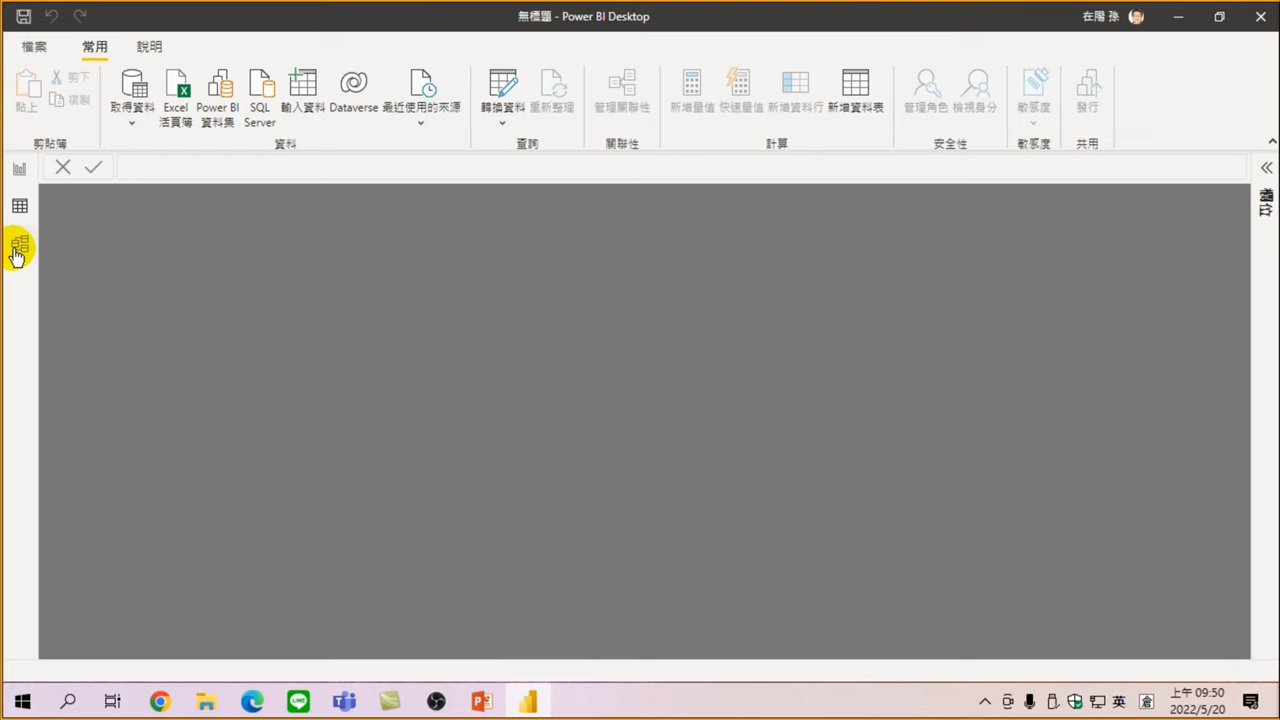 無標題 - Power BI Desktop
在陽 孫
檔案 常用 說明
貼上 剪下 複製
取得資料 Excel 活頁簿 Power BI 資料集 SQL Server 輸入資料 Dataverse 最近使用的來源
轉換資料 重新整理
管理關聯性
新增量值 快速量值 新增資料行 新增資料表
管理角色 檢視身分
敏感度
發行
剪貼簿 資料 查詢 關聯性 計算 安全性 敏感度 共用
欄位
上午 09:50
英 倉
2022/5/20